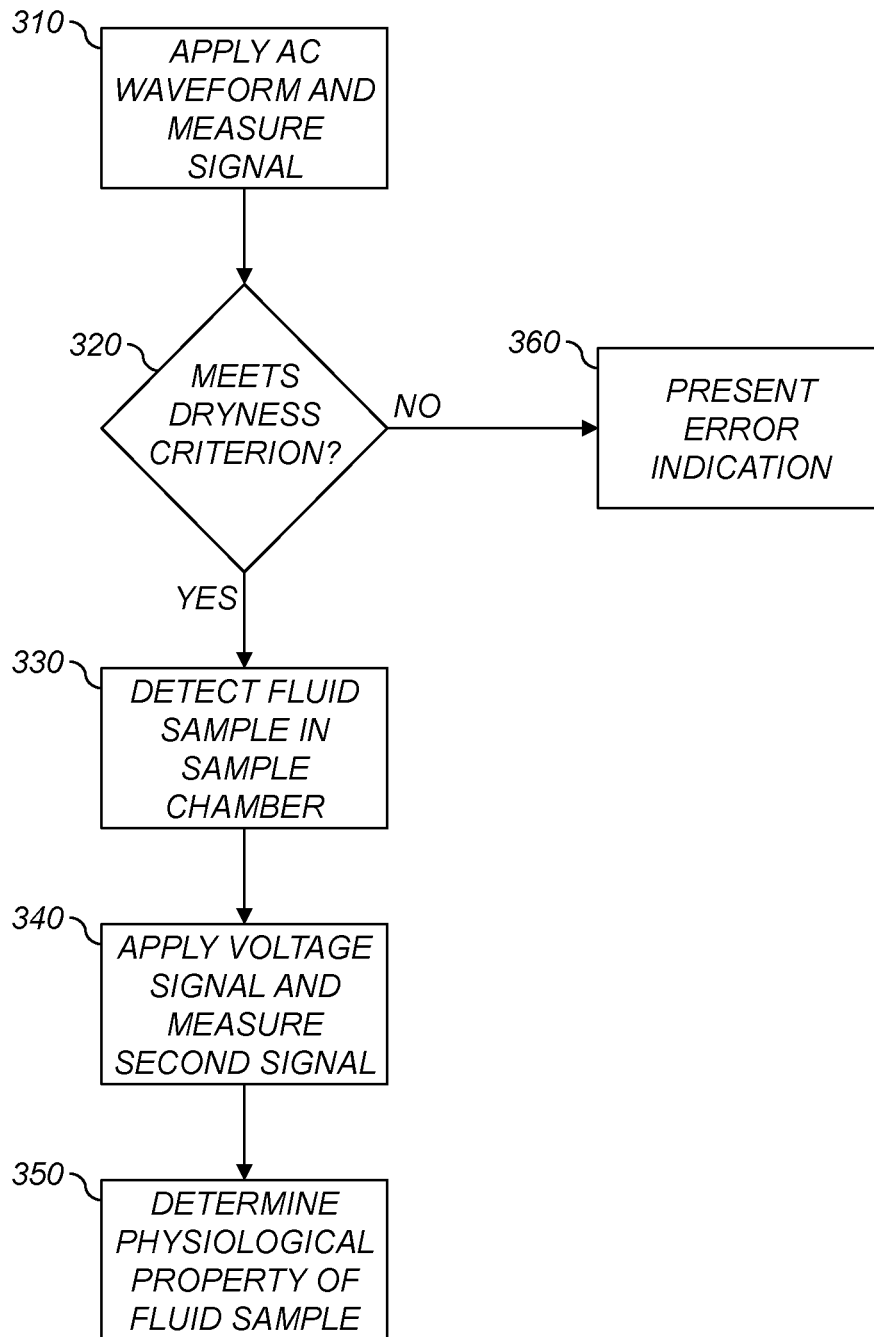 310
APPLY AC
WAVEFORM AND
MEASURE
SIGNAL
320
MEETS
DRYNESS
CRITERION?
NO
360
PRESENT
ERROR
INDICATION
YES
330
DETECT FLUID
SAMPLE IN
SAMPLE
CHAMBER
340
APPLY VOLTAGE
SIGNAL AND
MEASURE
SECOND SIGNAL
350
DETERMINE
PHYSIOLOGICAL
PROPERTY OF
FLUID SAMPLE